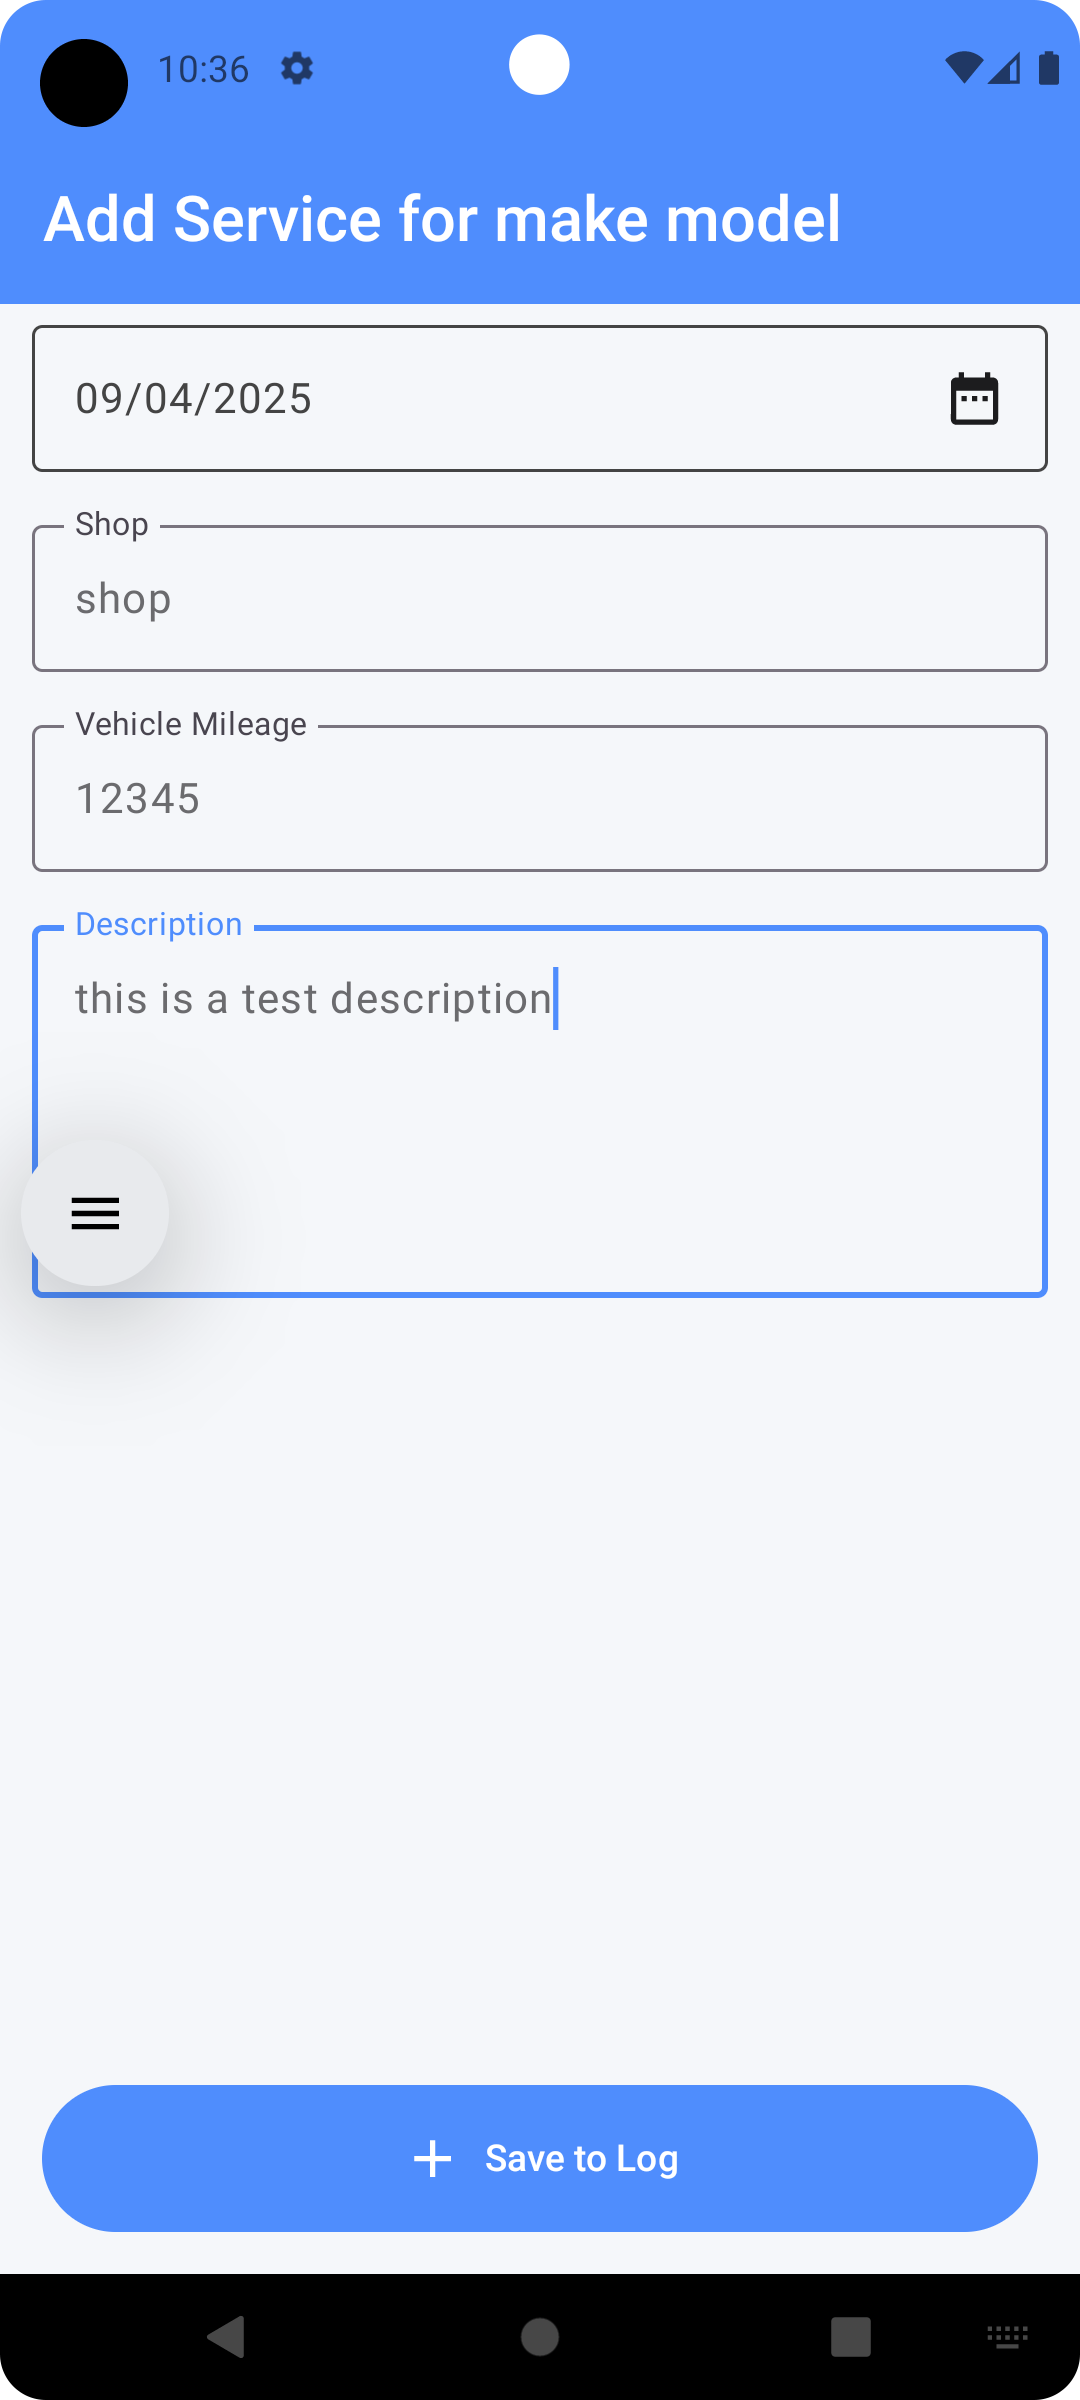 10:36
Add Service for make model
09/04/2025
Shop
shop
Vehicle Mileage
12345
Description
this is a test description
Save to Log